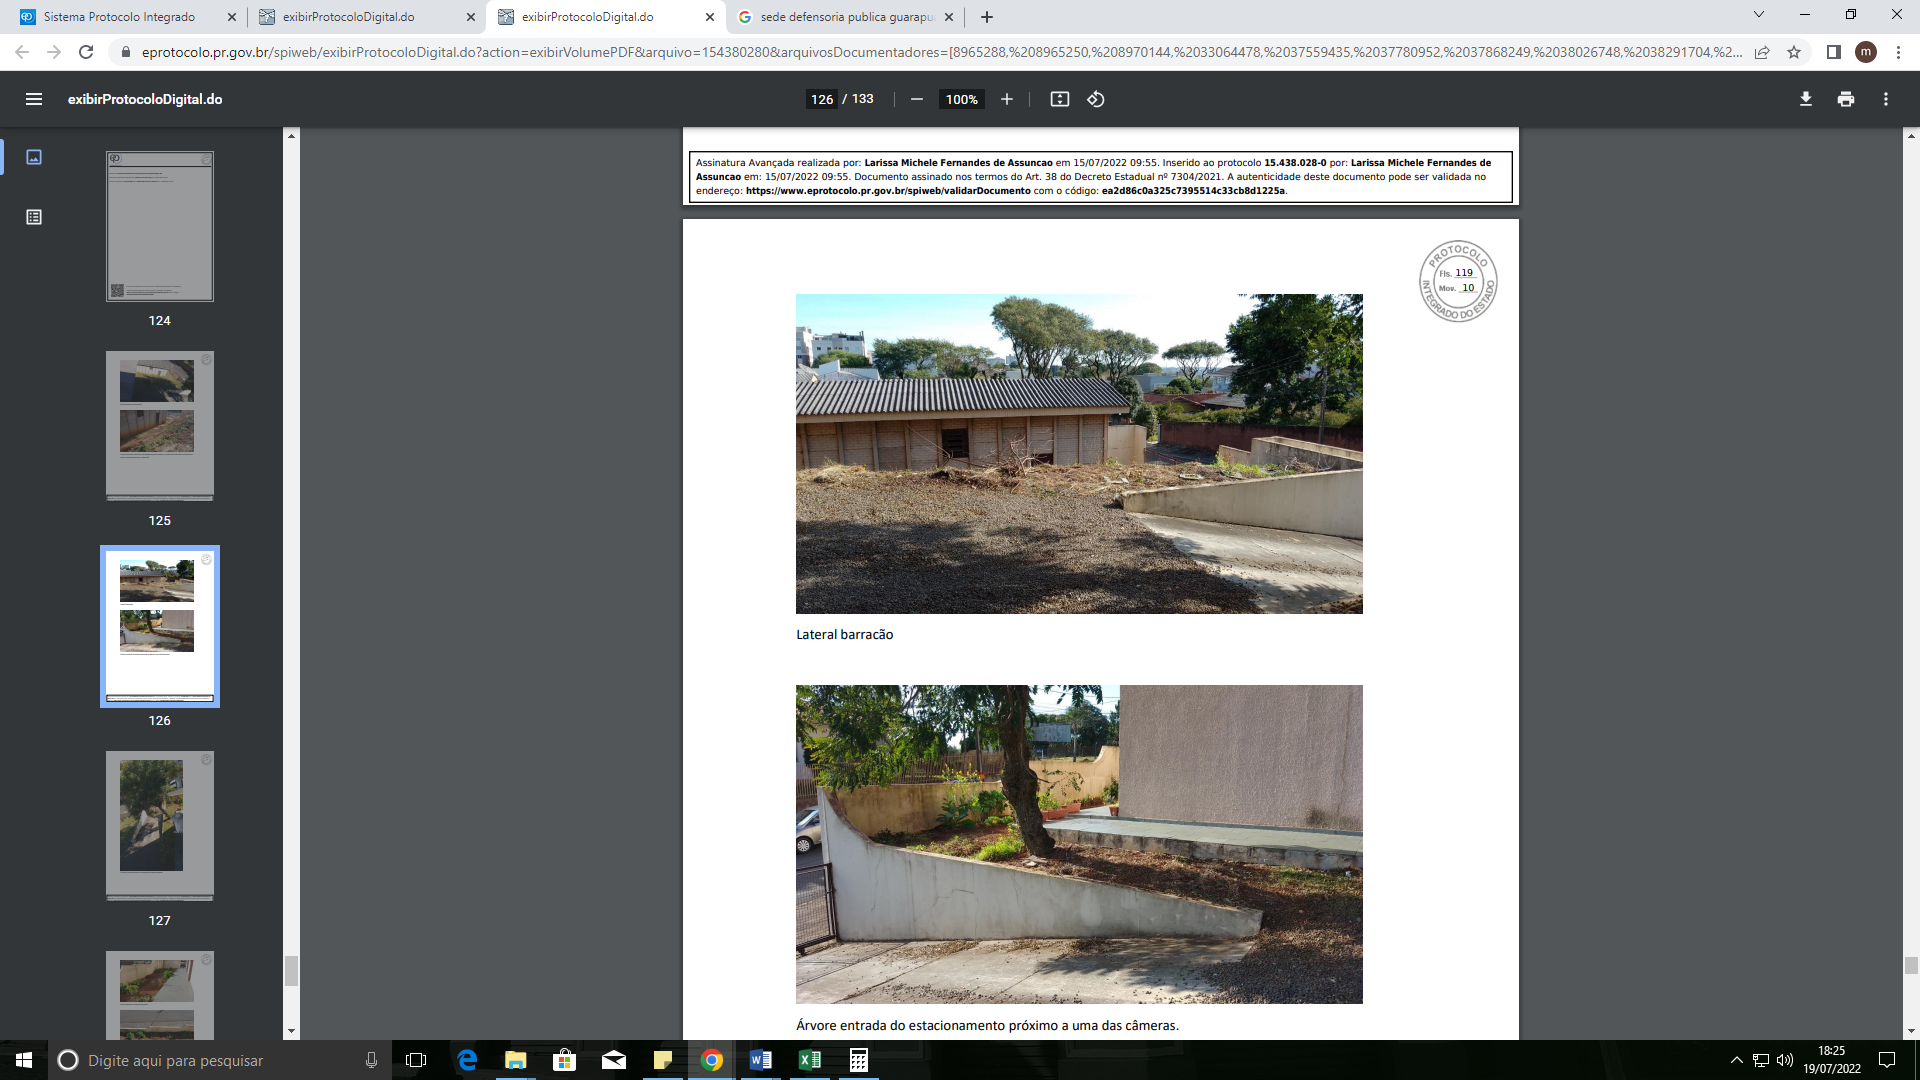 Sistema Protocolo Integrado
exibirProtocoloDigital.do
exibirProtocoloDigital.do
sede defensoria publica guarapu
eprotocolo.pr.gov.br/spiweb/exibirProtocoloDigital.do?action=exibirVolumePDF&arquivo=154380280&arquivosDocumentadores=[8965288,%208965250,%208970144,%2033064478,%2037559435,%2037780952,%2037868249,%2038026748,%2038291704,%2...
m
exibirProtocoloDigital.do
126 / 133
100%
124
125
126
127
Assinatura Avançada realizada por: Larissa Michele Fernandes de Assuncao em 15/07/2022 09:55. Inserido ao protocolo 15.438.028-0 por: Larissa Michele Fernandes de
Assuncao em: 15/07/2022 09:55. Documento assinado nos termos do Art. 38 do Decreto Estadual nº 7304/2021. A autenticidade deste documento pode ser validada no
endereço: https://www.eprotocolo.pr.gov.br/spiweb/validarDocumento com o código: ea2d86c0a325c7395514c33cb8d1225a.
PROTOCOLO
Fls. 119
Mov. 10
INTEGRADO DO ESTADO
Lateral barracão
Árvore entrada do estacionamento próximo a uma das câmeras.
Digite aqui para pesquisar
18:25
19/07/2022